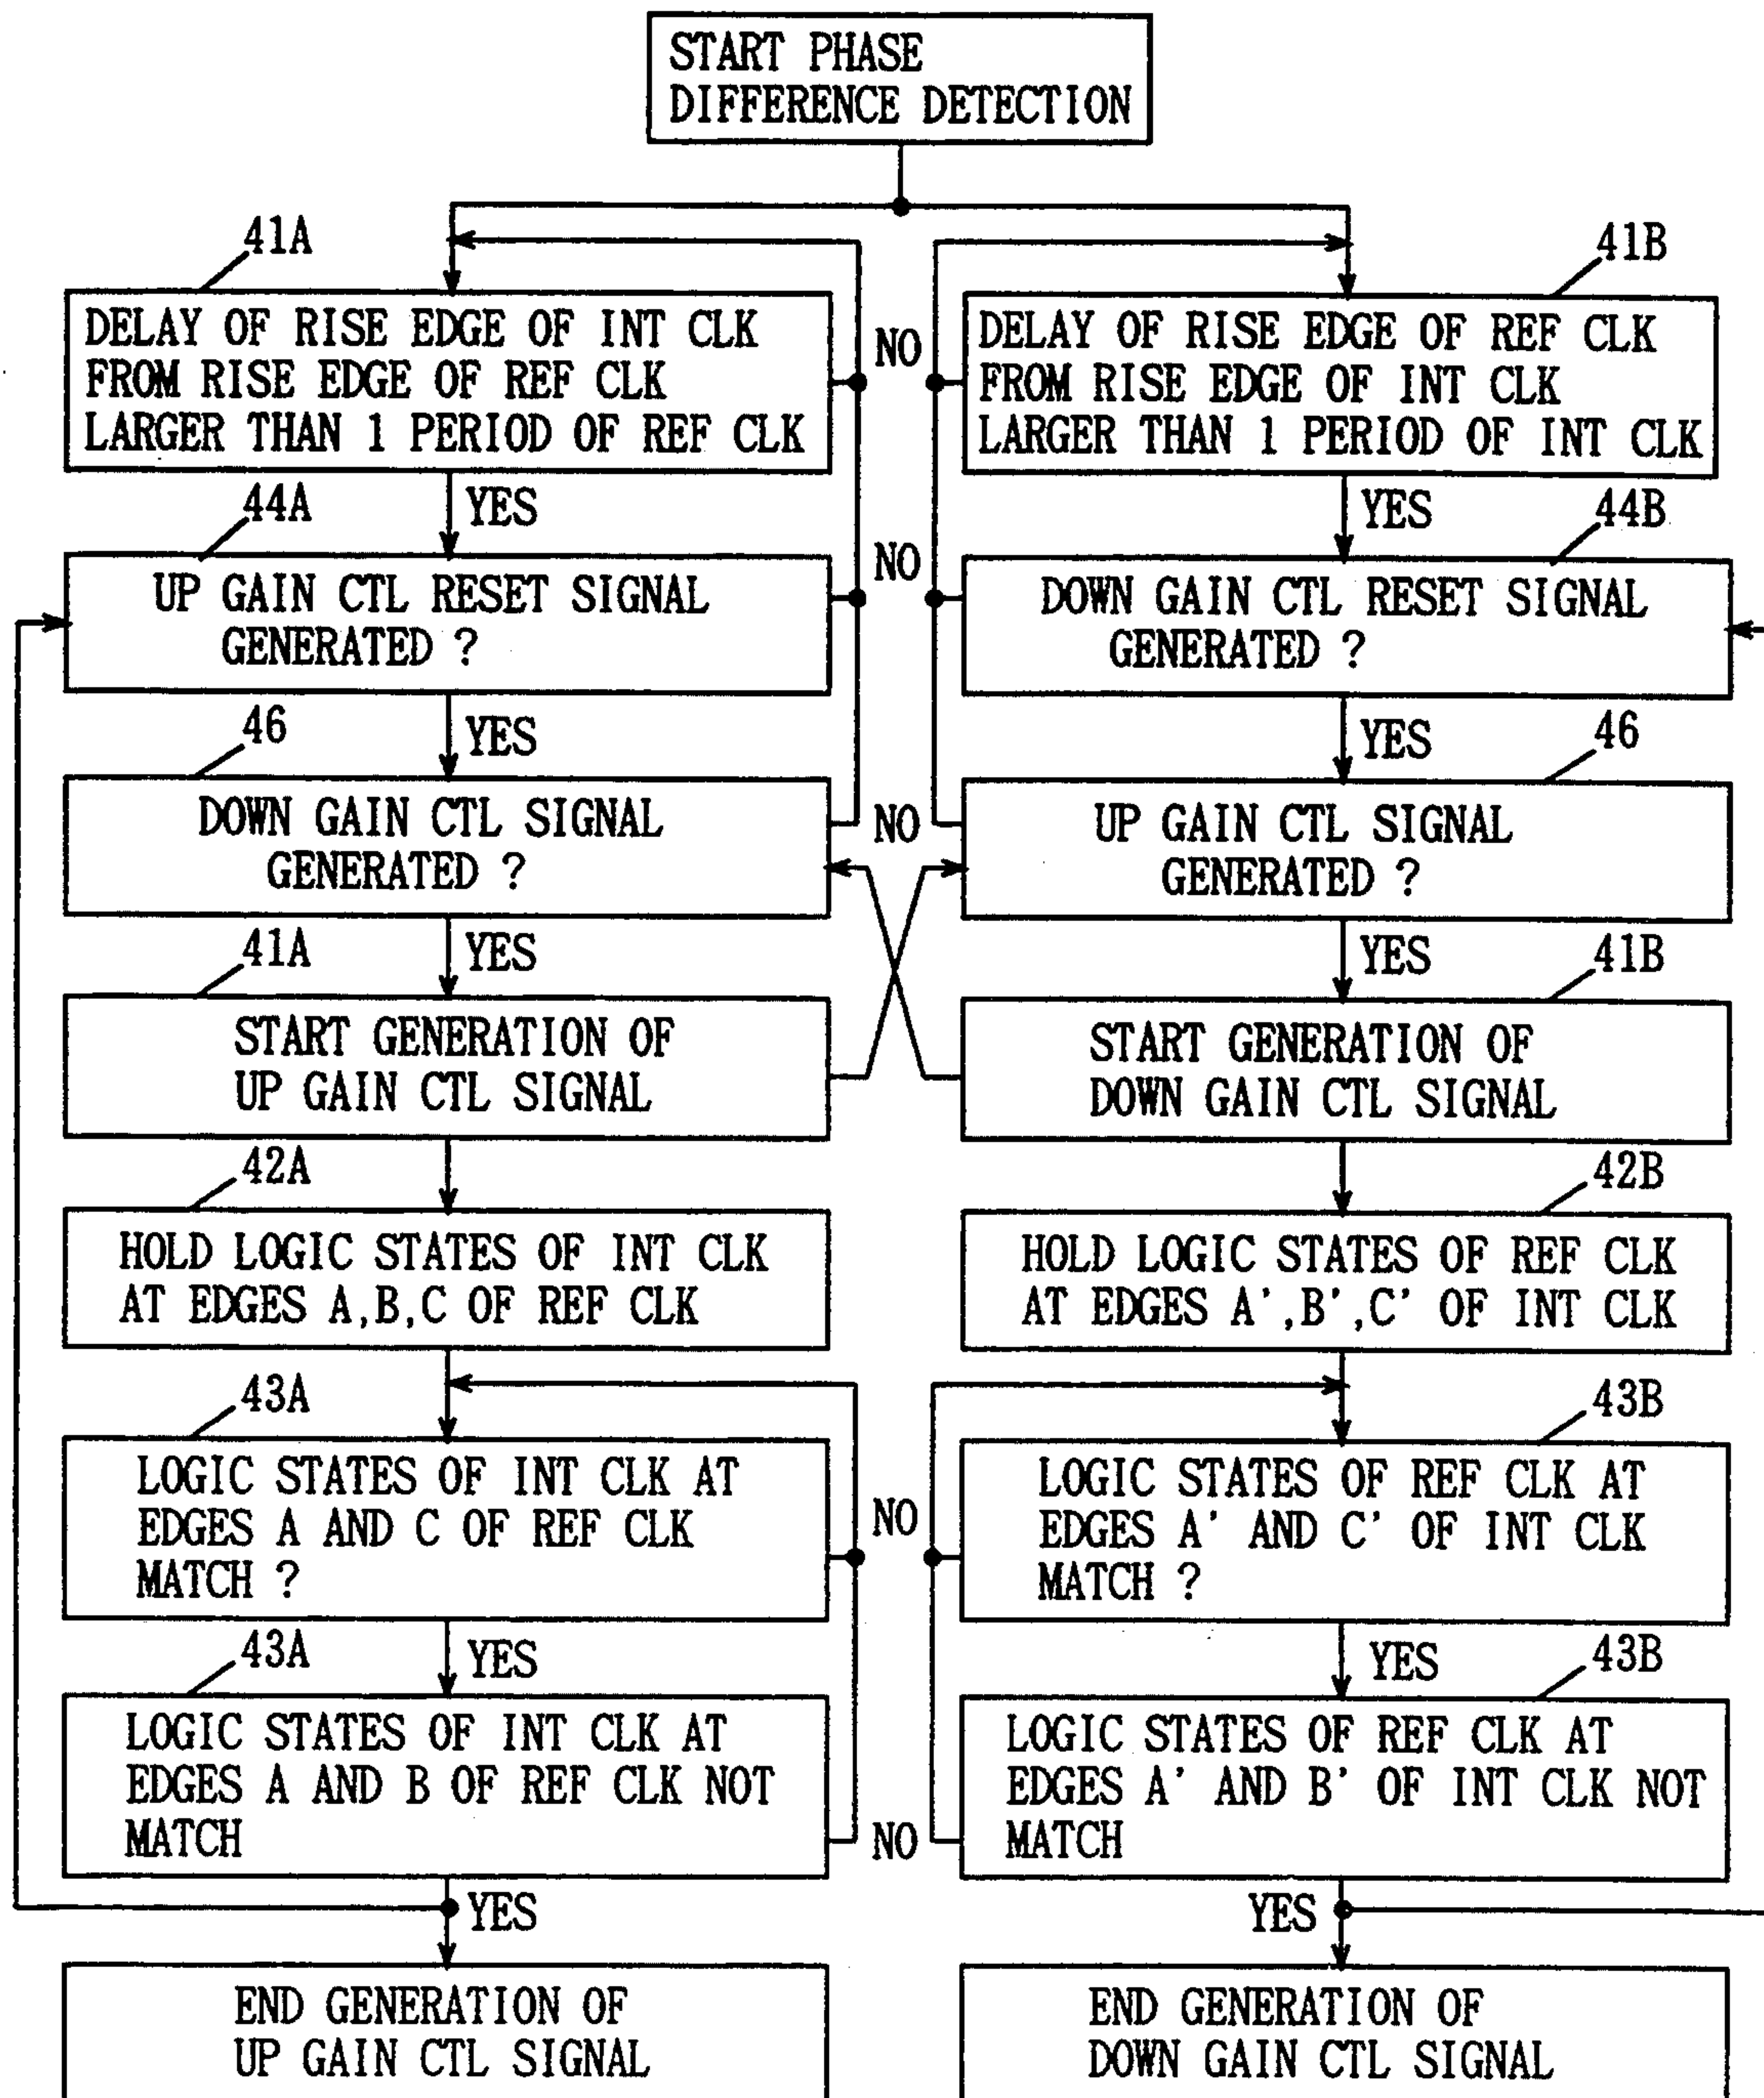 START PHASE
DIFFERENCE DETECTION
41A
DELAY OF RISE EDGE OF INT CLK
FROM RISE EDGE OF REF CLK
LARGER THAN 1 PERIOD OF REF CLK
NO
41B
DELAY OF RISE EDGE OF REF CLK
FROM RISE EDGE OF INT CLK
LARGER THAN 1 PERIOD OF INT CLK
YES
YES
44A
UP GAIN CTL RESET SIGNAL
GENERATED ?
NO
44B
DOWN GAIN CTL RESET SIGNAL
GENERATED ?
YES
YES
46
DOWN GAIN CTL SIGNAL
GENERATED ?
NO
46
UP GAIN CTL SIGNAL
GENERATED ?
YES
YES
41A
START GENERATION OF
UP GAIN CTL SIGNAL
41B
START GENERATION OF
DOWN GAIN CTL SIGNAL
42A
HOLD LOGIC STATES OF INT CLK
AT EDGES A,B,C OF REF CLK
42B
HOLD LOGIC STATES OF REF CLK
AT EDGES A',B',C' OF INT CLK
43A
LOGIC STATES OF INT CLK AT
EDGES A AND C OF REF CLK
MATCH ?
NO
43B
LOGIC STATES OF REF CLK AT
EDGES A' AND C' OF INT CLK
MATCH ?
YES
YES
43A
LOGIC STATES OF INT CLK AT
EDGES A AND B OF REF CLK NOT
MATCH
NO
43B
LOGIC STATES OF REF CLK AT
EDGES A' AND B' OF INT CLK NOT
MATCH
YES
YES
END GENERATION OF
UP GAIN CTL SIGNAL
END GENERATION OF
DOWN GAIN CTL SIGNAL